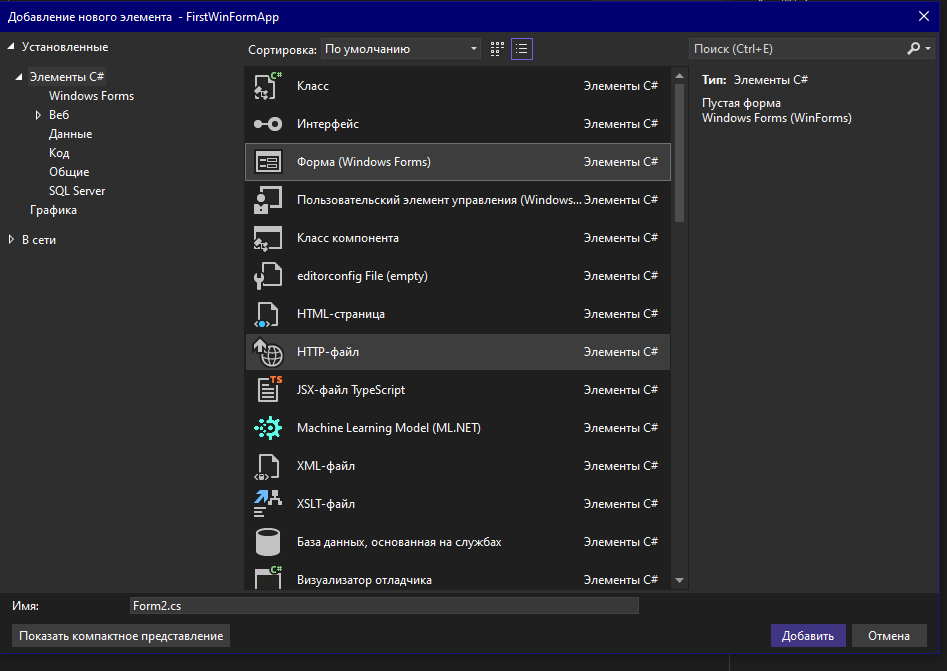 Добавление нового элемента - FirstWinFormApp
Установленные
Элементы C#
Windows Forms
Веб
Данные
Код
Общие
SQL Server
Графика
В сети
Сортировка: По умолчанию
Класс Элементы C#
Интерфейс Элементы C#
Форма (Windows Forms) Элементы C#
Пользовательский элемент управления (Windows... Элементы C#
Класс компонента Элементы C#
editorconfig File (empty) Элементы C#
HTML-страница Элементы C#
HTTP-файл Элементы C#
JSX-файл TypeScript Элементы C#
Machine Learning Model (ML.NET) Элементы C#
XML-файл Элементы C#
XSLT-файл Элементы C#
База данных, основанная на службах Элементы C#
Визуализатор отладчика Элементы C#
Поиск (Ctrl+E)
Тип: Элементы C#
Пустая форма
Windows Forms (WinForms)
Имя: Form2.cs
Показать компактное представление
Добавить
Отмена